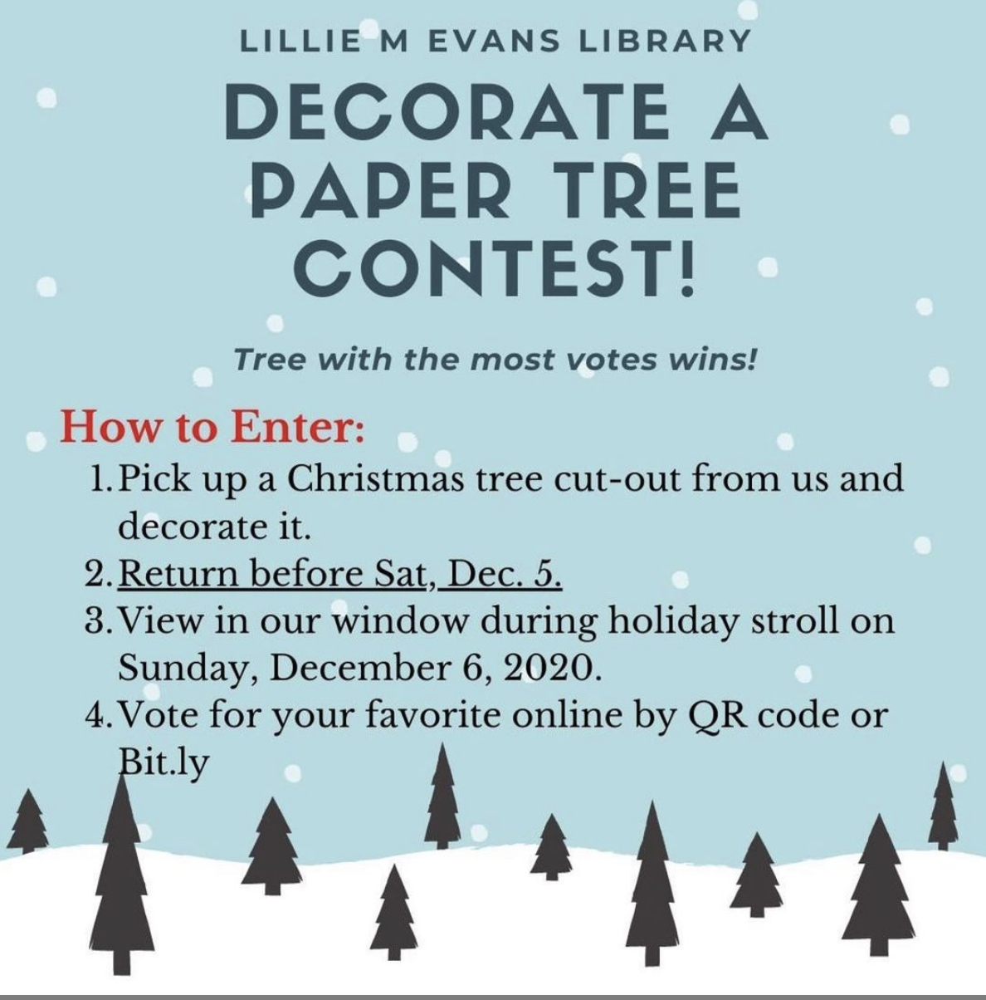 LILLIE M EVANS LIBRARY
DECORATE A
PAPER TREE
CONTEST!
Tree with the most votes wins!
How to Enter:
1. Pick up a Christmas tree cut-out from us and
decorate it.
2. Return before Sat, Dec. 5.
3. View in our window during holiday stroll on
Sunday, December 6, 2020.
4. Vote for your favorite online by QR code or
Bit.ly